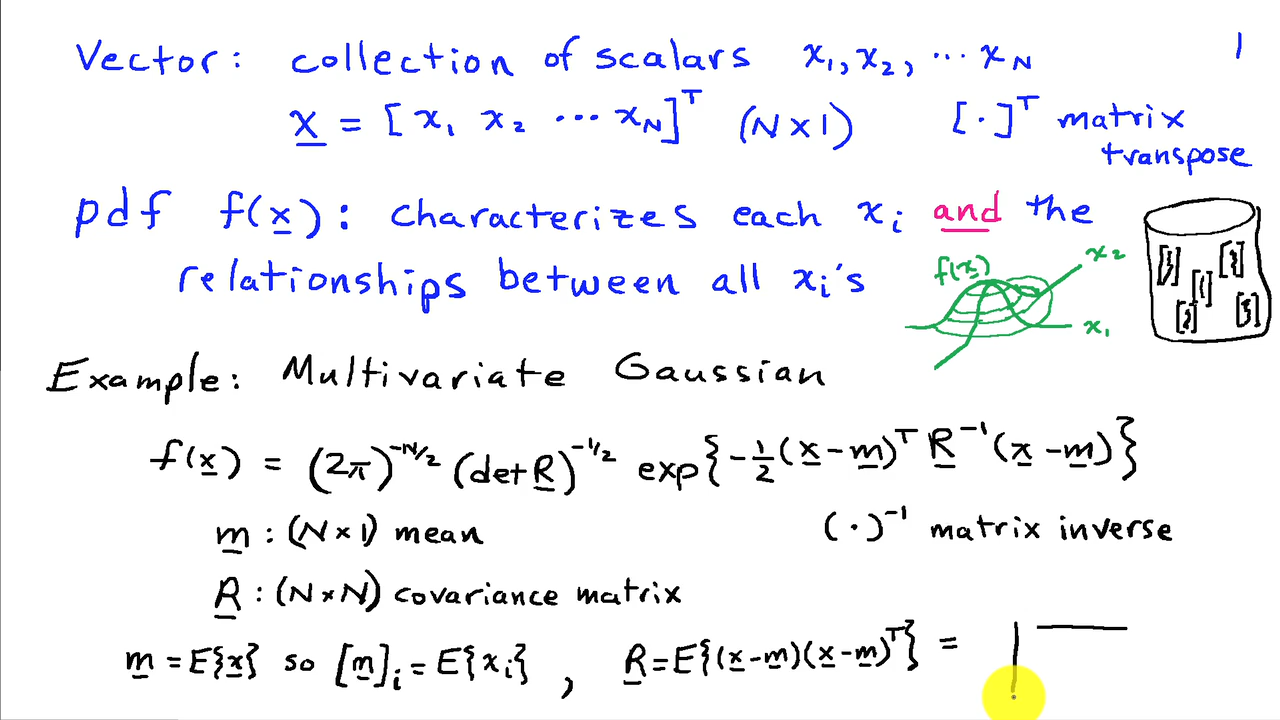 Vector: collection of scalars x₁, x₂, ⋯ x_N 1
x̲ = [x₁ x₂ ⋯ x_N]ᵀ (N×1) [·]ᵀ matrix
transpose
pdf f(x̲): characterizes each xᵢ and the
relationships between all xᵢ's
f(x̲) x₂
x₁
Example: Multivariate Gaussian
f(x̲) = (2π)^(-N/2) (det R̲)^(-1/2) exp{-½(x̲-m̲)ᵀ R̲⁻¹(x̲-m̲)}
m̲: (N×1) mean (·)⁻¹ matrix inverse
R̲: (N×N) covariance matrix
m̲ = E{x̲} so [m̲]ᵢ = E{xᵢ}, R̲ = E{(x̲-m̲)(x̲-m̲)ᵀ} =